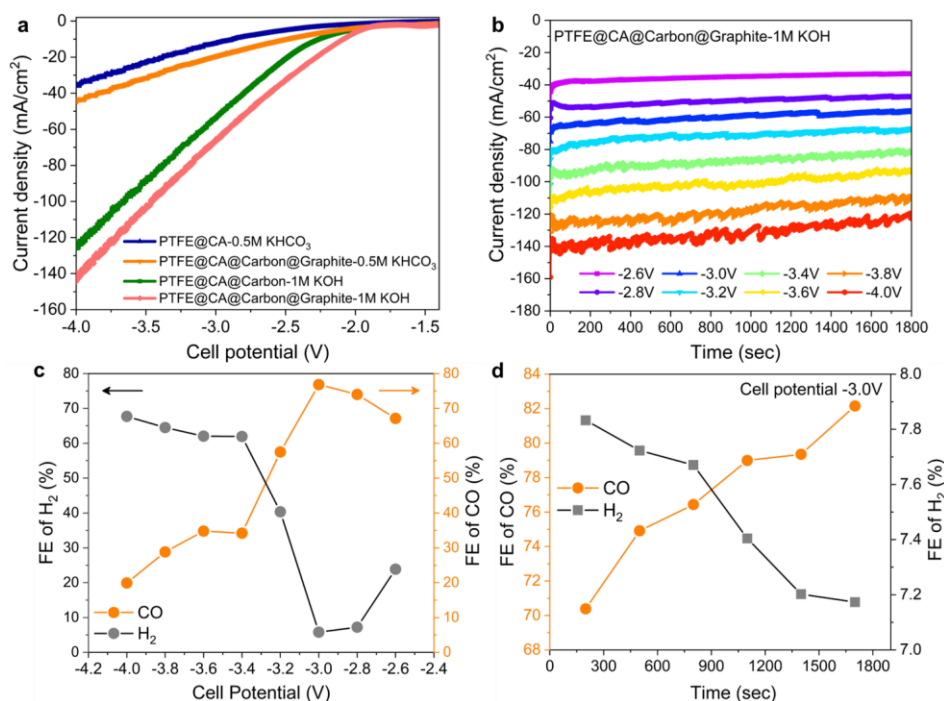 a
Current density (mA/cm²)
0
-20
-40
-60
-80
-100
-120
-140
-160
PTFE@CA-0.5M KHCO₃
PTFE@CA@Carbon@Graphite-0.5M KHCO₃
PTFE@CA@Carbon-1M KOH
PTFE@CA@Carbon@Graphite-1M KOH
-4.0 -3.5 -3.0 -2.5 -2.0 -1.5
Cell potential (V)
b
PTFE@CA@Carbon@Graphite-1M KOH
Current density (mA/cm²)
0
-20
-40
-60
-80
-100
-120
-140
-160
-180
-200
-2.6V -3.0V -3.4V -3.8V
-2.8V -3.2V -3.6V -4.0V
0 200 400 600 800 1000 1200 1400 1600 1800
Time (sec)
c
FE of H₂ (%)
80
70
60
50
40
30
20
10
0
CO
H₂
80
70
60
50
40
30
20
10
0
FE of CO (%)
-4.2 -4.0 -3.8 -3.6 -3.4 -3.2 -3.0 -2.8 -2.6 -2.4
Cell Potential (V)
d
Cell potential -3.0V
FE of CO (%)
84
82
80
78
76
74
72
70
68
CO
H₂
8.0
7.8
7.6
7.4
7.2
7.0
FE of H₂ (%)
0 300 600 900 1200 1500 1800
Time (sec)